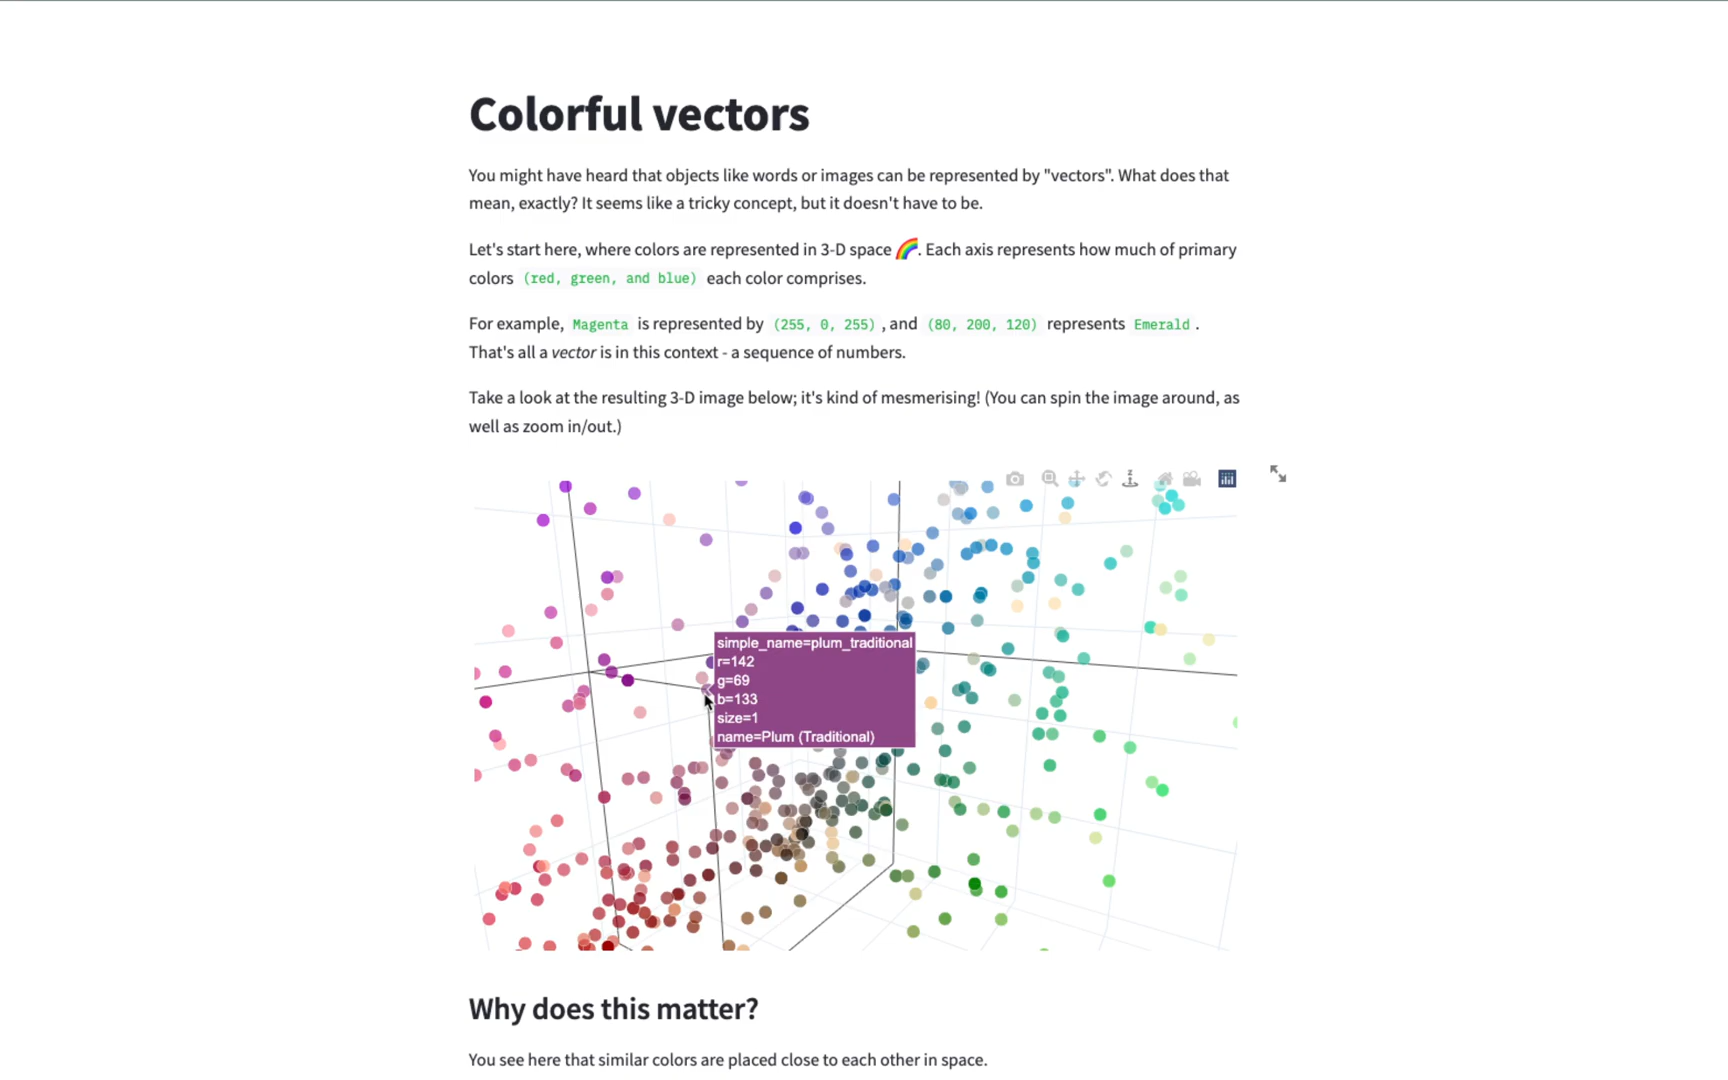 Colorful vectors
You might have heard that objects like words or images can be represented by "vectors". What does that
mean, exactly? It seems like a tricky concept, but it doesn't have to be.
Let's start here, where colors are represented in 3-D space 🌈. Each axis represents how much of primary
colors (red, green, and blue) each color comprises.
For example, Magenta is represented by (255, 0, 255) , and (80, 200, 120) represents Emerald .
That's all a vector is in this context - a sequence of numbers.
Take a look at the resulting 3-D image below; it's kind of mesmerising! (You can spin the image around, as
well as zoom in/out.)
simple_name=plum_traditional
r=142
g=69
b=133
size=1
name=Plum (Traditional)
Why does this matter?
You see here that similar colors are placed close to each other in space.